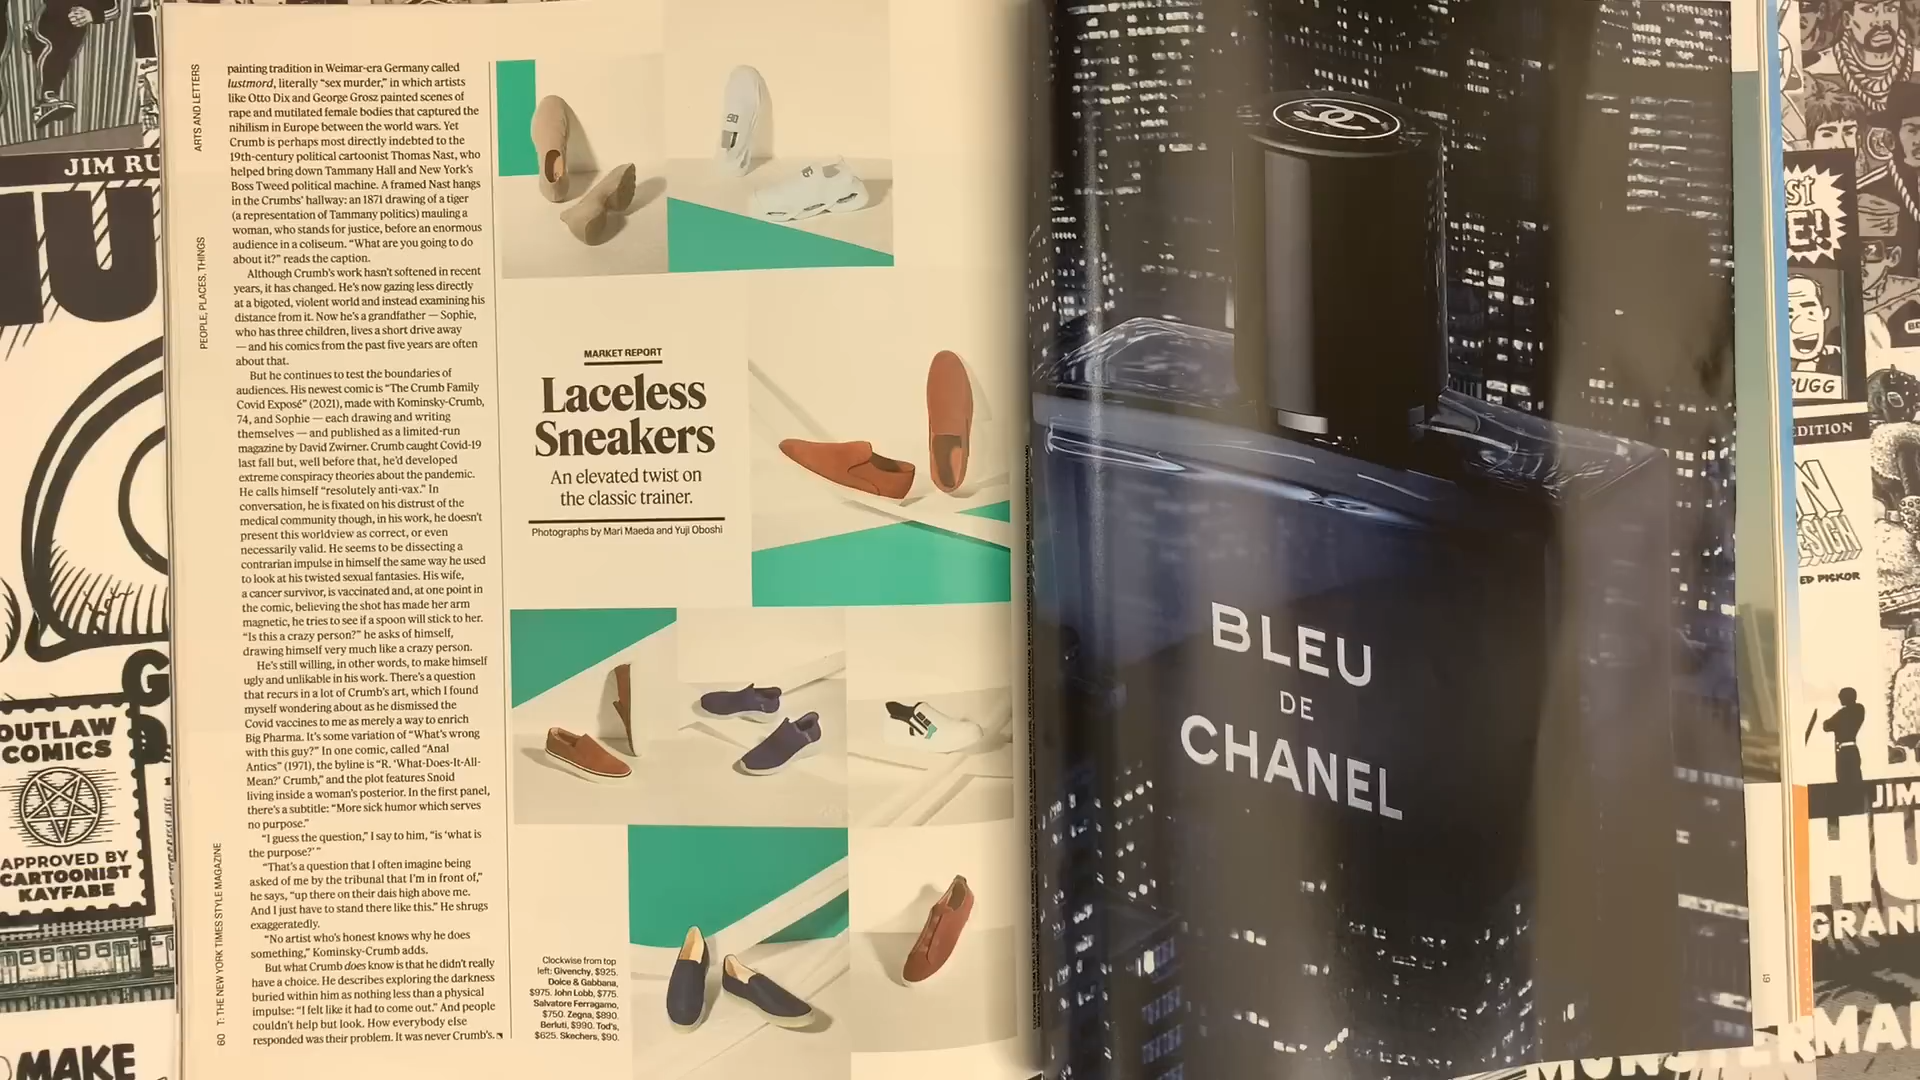 ARTS AND LETTERS
PEOPLE, PLACES, THINGS
60 T: THE NEW YORK TIMES STYLE MAGAZINE
painting tradition in Weimar-era Germany called
lustmord, literally “sex murder,” in which artists
like Otto Dix and George Grosz painted scenes of
rape and mutilated female bodies that captured the
nihilism in Europe between the world wars. Yet
Crumb is perhaps most directly indebted to the
19th-century political cartoonist Thomas Nast, who
helped bring down Tammany Hall and New York’s
Boss Tweed political machine. A framed Nast hangs
in the Crumbs’ hallway: an 1871 drawing of a tiger
(a representation of Tammany politics) mauling a
woman, who stands for justice, before an enormous
audience in a coliseum. “What are you going to do
about it?” reads the caption.
Although Crumb’s work hasn’t softened in recent
years, it has changed. He’s now gazing less directly
at a bigoted, violent world and instead examining his
distance from it. Now he’s a grandfather — Sophie,
who has three children, lives a short drive away
— and his comics from the past five years are often
about that.
But he continues to test the boundaries of
audiences. His newest comic is “The Crumb Family
Covid Exposé” (2021), made with Kominsky-Crumb,
74, and Sophie — each drawing and writing
themselves — and published as a limited-run
magazine by David Zwirner. Crumb caught Covid-19
last fall but, well before that, he’d developed
extreme conspiracy theories about the pandemic.
He calls himself “resolutely anti-vax.” In
conversation, he is fixated on his distrust of the
medical community though, in his work, he doesn’t
present this worldview as correct, or even
necessarily valid. He seems to be dissecting a
contrarian impulse in himself the same way he used
to look at his twisted sexual fantasies. His wife,
a cancer survivor, is vaccinated and, at one point in
the comic, believing the shot has made her arm
magnetic, he tries to see if a spoon will stick to her.
“Is this a crazy person?” he asks of himself,
drawing himself very much like a crazy person.
He’s still willing, in other words, to make himself
ugly and unlikable in his work. There’s a question
that recurs in a lot of Crumb’s art, which I found
myself wondering about as he dismissed the
Covid vaccines to me as merely a way to enrich
Big Pharma. It’s some variation of “What’s wrong
with this guy?” In one comic, called “Anal
Antics” (1971), the byline is “R. ‘What-Does-It-All-
Mean?’ Crumb,” and the plot features Snoid
living inside a woman’s posterior. In the first panel,
there’s a subtitle: “More sick humor which serves
no purpose.”
“I guess the question,” I say to him, “is ‘what is
the purpose?’”
“That’s a question that I often imagine being
asked of me by the tribunal that I’m in front of,”
he says, “up there on their dais high above me.
And I just have to stand there like this.” He shrugs
exaggeratedly.
“No artist who’s honest knows why he does
something,” Kominsky-Crumb adds.
But what Crumb does know is that he didn’t really
have a choice. He describes exploring the darkness
buried within him as nothing less than a physical
impulse: “I felt like it had to come out.” And people
couldn’t help but look. How everybody else
responded was their problem. It was never Crumb’s.
MARKET REPORT
Laceless
Sneakers
An elevated twist on
the classic trainer.
Photographs by Mari Maeda and Yuji Oboshi
Clockwise from top
left: Givenchy, $925.
Dolce & Gabbana,
$975. John Lobb, $775.
Salvatore Ferragamo,
$750. Zegna, $890.
Berluti, $990. Tod’s,
$625. Skechers, $90.
BLEU
DE
CHANEL
61
JIM RU
OUTLAW
COMICS
APPROVED BY
CARTOONIST
KAYFABE
MAKE
PUGG
EDITION
ED PISKOR
JIM
HU
GRAN